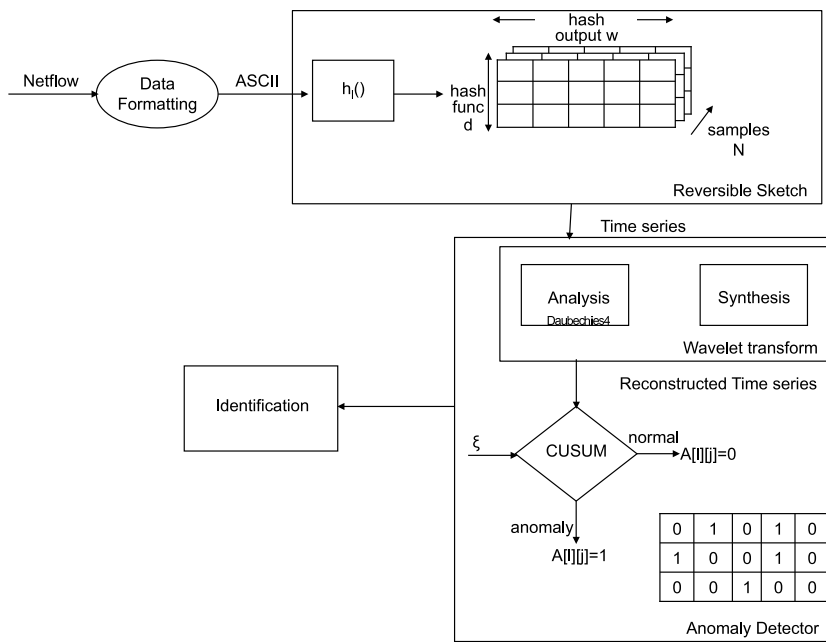 hash
output w
Netflow
Data
Formatting
ASCII
h_l()
hash
func
d
samples
N
Reversible Sketch
Time series
Analysis
Daubechies4
Synthesis
Wavelet transform
Reconstructed Time series
Identification
ξ
CUSUM
normal
A[l][j]=0
anomaly
A[l][j]=1
0 1 0 1 0
1 0 0 1 0
0 0 1 0 0
Anomaly Detector